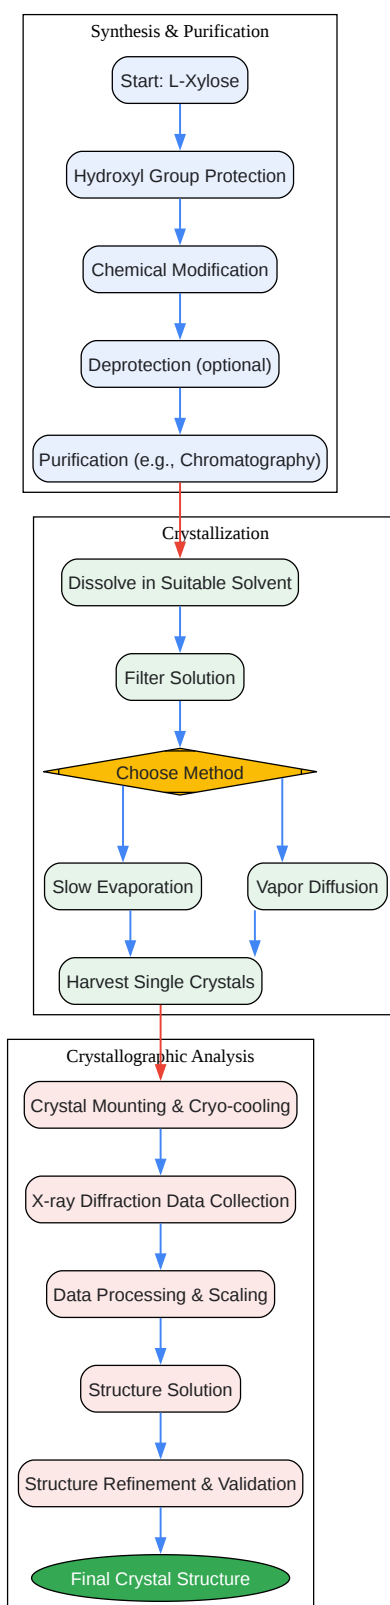 Synthesis & Purification
Start: L-Xylose
Hydroxyl Group Protection
Chemical Modification
Deprotection (optional)
Purification (e.g., Chromatography)
Crystallization
Dissolve in Suitable Solvent
Filter Solution
Choose Method
Slow Evaporation
Vapor Diffusion
Harvest Single Crystals
Crystallographic Analysis
Crystal Mounting & Cryo-cooling
X-ray Diffraction Data Collection
Data Processing & Scaling
Structure Solution
Structure Refinement & Validation
Final Crystal Structure